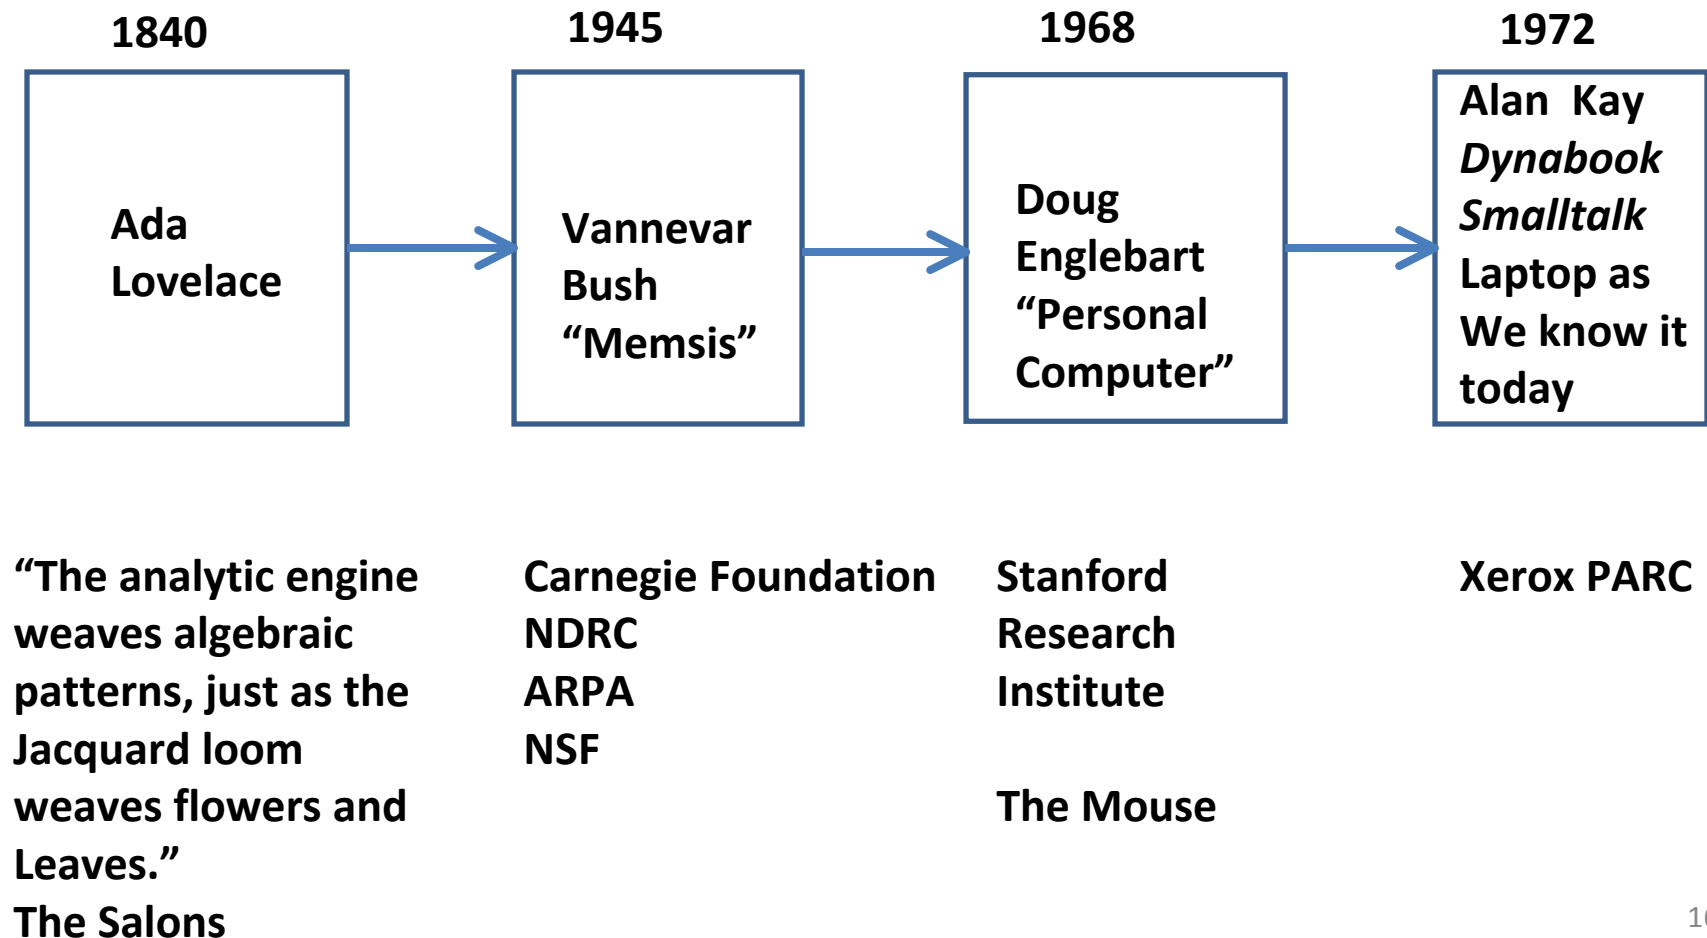 1840
1945
1968
1972
Ada
Lovelace
Vannevar
Bush
“Memsis”
Doug
Englebart
“Personal
Computer”
Alan Kay
Dynabook
Smalltalk
Laptop as
We know it
today
“The analytic engine
weaves algebraic
patterns, just as the
Jacquard loom
weaves flowers and
Leaves.”
The Salons
Carnegie Foundation
NDRC
ARPA
NSF
Stanford
Research
Institute
The Mouse
Xerox PARC